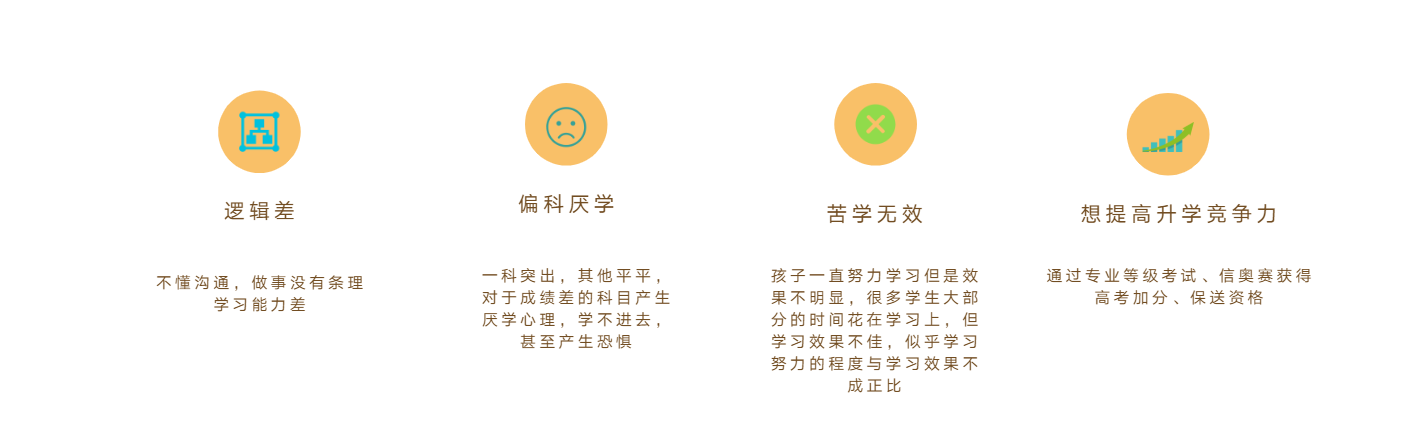 逻辑差
不懂沟通，做事没有条理
学习能力差
偏科厌学
一科突出，其他平平，
对于成绩差的科目产生
厌学心理，学不进去，
甚至产生恐惧
苦学无效
孩子一直努力学习但是效
果不明显，很多学生大部
分的时间花在学习上，但
学习效果不佳，似乎学习
努力的程度与学习效果不
成正比
想提高升学竞争力
通过专业等级考试、信奥赛获得
高考加分、保送资格